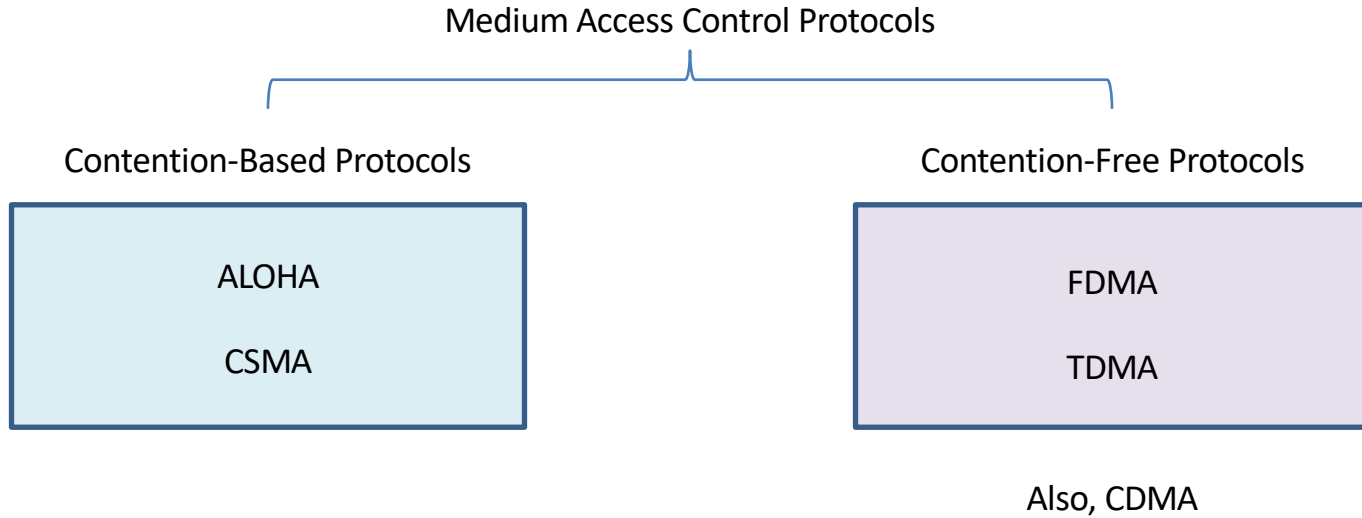 Medium Access Control Protocols
Contention-Based Protocols
ALOHA
CSMA
Contention-Free Protocols
FDMA
TDMA
Also, CDMA